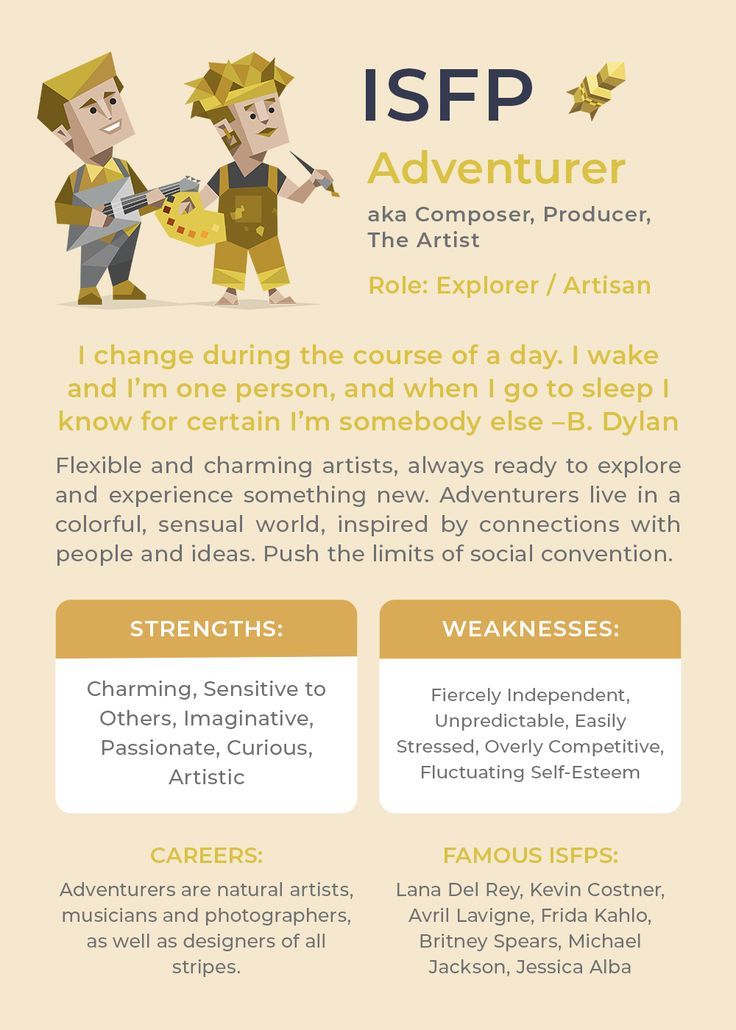 ISFP
Adventurer
aka Composer, Producer,
The Artist
Role: Explorer / Artisan
I change during the course of a day. I wake
and I’m one person, and when I go to sleep I
know for certain I’m somebody else –B. Dylan
Flexible and charming artists, always ready to explore
and experience something new. Adventurers live in a
colorful, sensual world, inspired by connections with
people and ideas. Push the limits of social convention.
STRENGTHS:
Charming, Sensitive to
Others, Imaginative,
Passionate, Curious,
Artistic
WEAKNESSES:
Fiercely Independent,
Unpredictable, Easily
Stressed, Overly Competitive,
Fluctuating Self-Esteem
CAREERS:
Adventurers are natural artists,
musicians and photographers,
as well as designers of all
stripes.
FAMOUS ISFPS:
Lana Del Rey, Kevin Costner,
Avril Lavigne, Frida Kahlo,
Britney Spears, Michael
Jackson, Jessica Alba